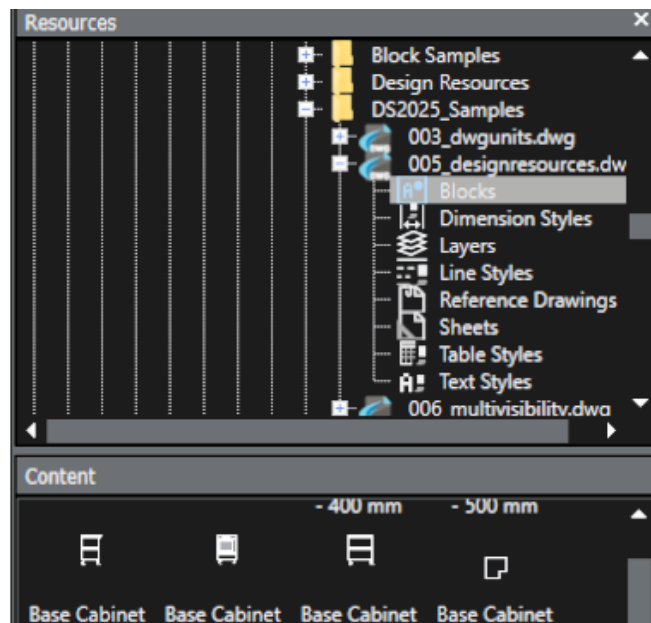 Resources
Block Samples
Design Resources
DS2025_Samples
003_dwgunits.dwg
005_designresources.dw
Blocks
Dimension Styles
Layers
Line Styles
Reference Drawings
Sheets
Table Styles
Text Styles
006_multivisibility.dwg
Content
- 400 mm - 500 mm
Base Cabinet Base Cabinet Base Cabinet Base Cabinet